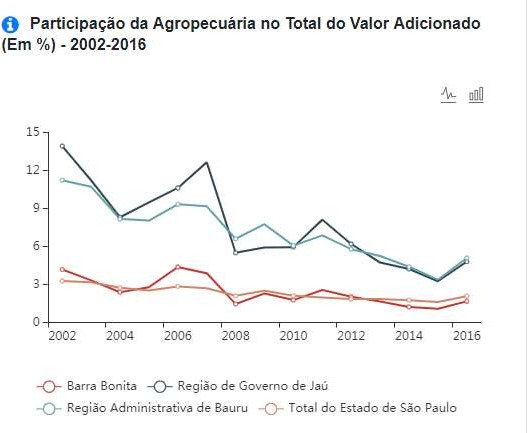 i Participação da Agropecuária no Total do Valor Adicionado
(Em %) - 2002-2016
15
12
9
6
3
0
2002 2004 2006 2008 2010 2012 2014 2016
Barra Bonita Região de Governo de Jaú
Região Administrativa de Bauru Total do Estado de São Paulo